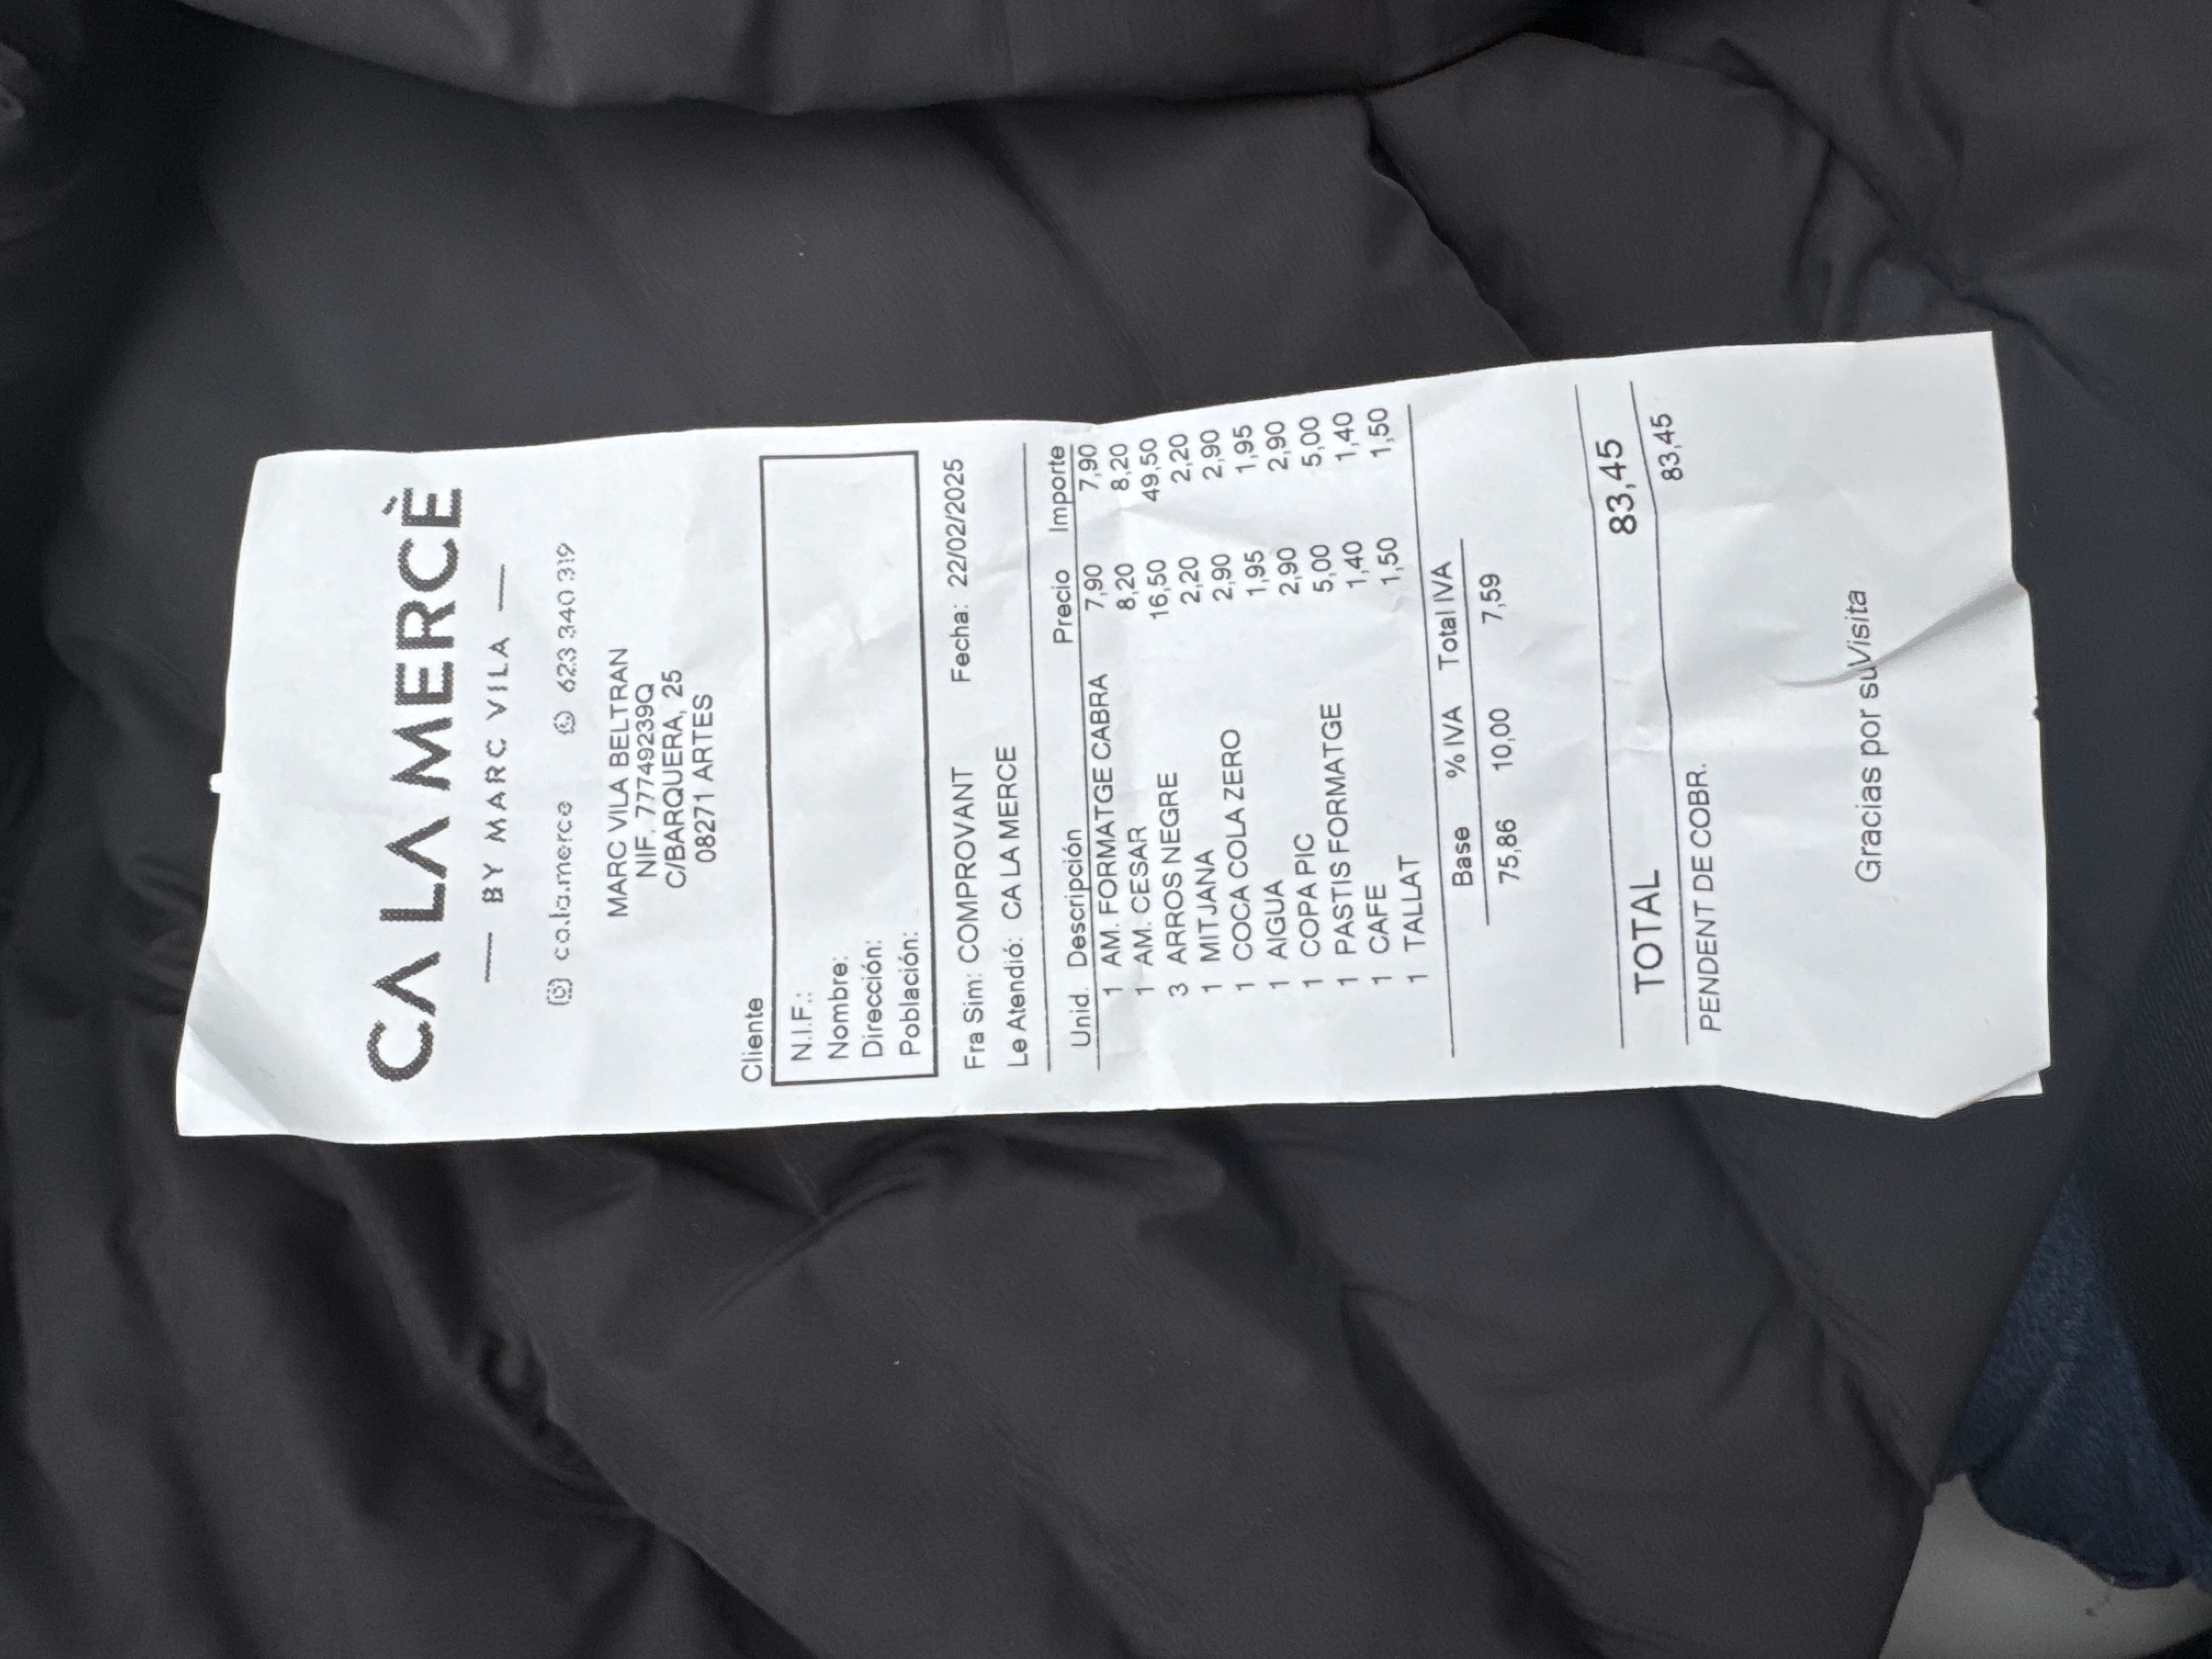 CA LA MERCÈ
BY MARC VILA
ca.la.merce 623 340 319
MARC VILA BELTRAN
NIF. 77749239Q
C/BARQUERA, 25
08271 ARTES
Cliente
N.I.F.:
Nombre:
Dirección:
Población:
Fra Sim: COMPROVANT Fecha: 22/02/2025
Le Atendió: CA LA MERCE
Unid. Descripción Precio Importe
1 AM. FORMATGE CABRA 7,90 7,90
1 AM. CESAR 8,20 8,20
3 ARROS NEGRE 16,50 49,50
1 MITJANA 2,20 2,20
1 COCA COLA ZERO 2,90 2,90
1 AIGUA 1,95 1,95
1 COPA PIC 2,90 2,90
1 PASTIS FORMATGE 5,00 5,00
1 CAFE 1,40 1,40
1 TALLAT 1,50 1,50
Base % IVA Total IVA
75,86 10,00 7,59
TOTAL 83,45
PENDENT DE COBR. 83,45
Gracias por su Visita